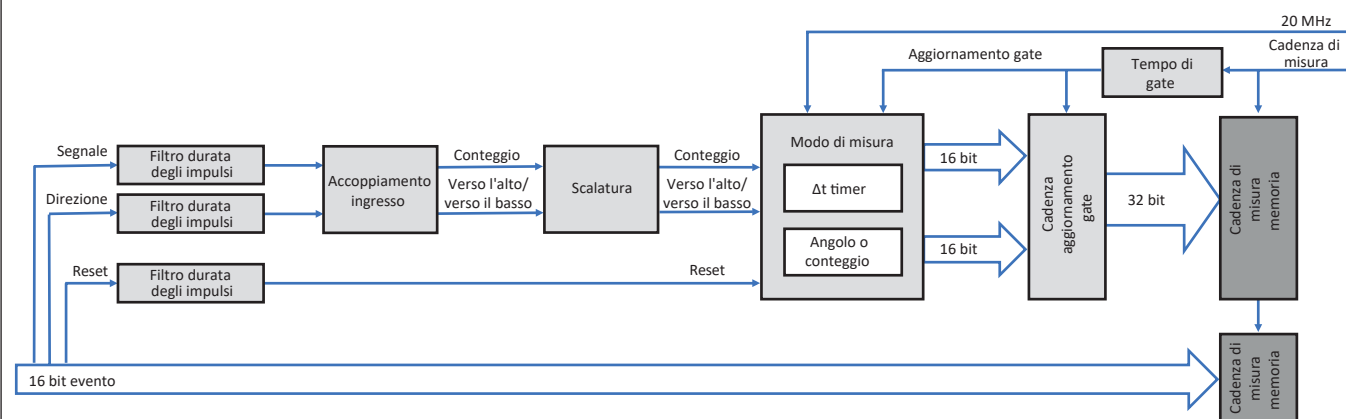 20 MHz
Cadenza di
misura
Aggiornamento gate
Tempo di
gate
Segnale
Filtro durata
degli impulsi
Direzione
Filtro durata
degli impulsi
Reset
Filtro durata
degli impulsi
Accoppiamento
ingresso
Conteggio
Verso l'alto/
verso il basso
Scalatura
Conteggio
Verso l'alto/
verso il basso
Reset
Modo di misura
Δt timer
Angolo o
conteggio
16 bit
16 bit
Cadenza
aggiornamento
gate
32 bit
Cadenza di
misura
memoria
16 bit evento
Cadenza di
misura
memoria